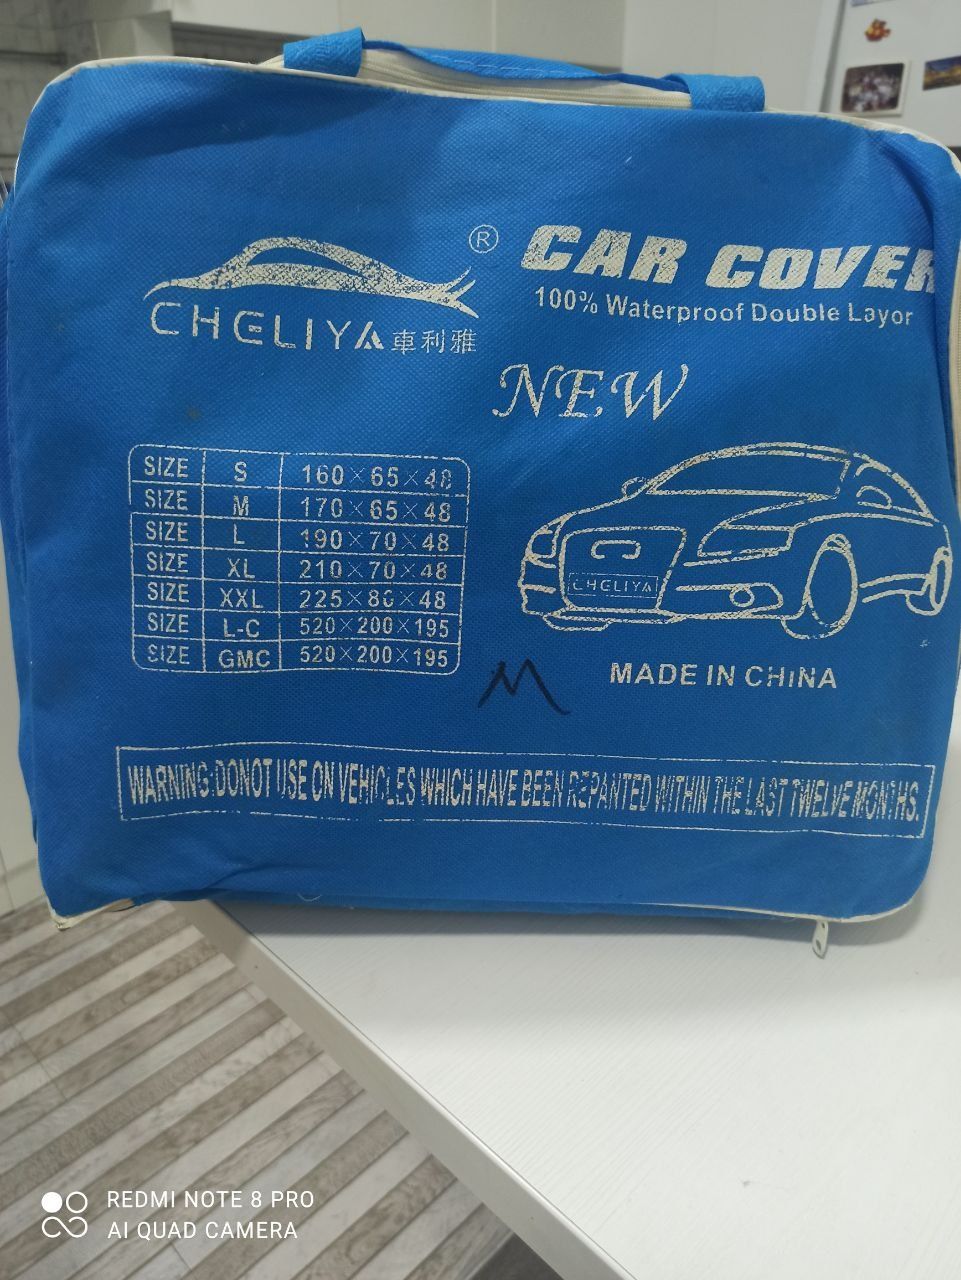 ®
CAR COVER
100% Waterproof Double Layor
CHELIYA 車利雅
NEW
SIZE S 160×65×48
SIZE M 170×65×48
SIZE L 190×70×48
SIZE XL 210×70×48
SIZE XXL 225×80×48
SIZE L-C 520×200×195
SIZE GMC 520×200×195
CHELIYA
MADE IN CHINA
M
WARNING:DONOT USE ON VEHICLES WHICH HAVE BEEN REPANTED WITHIN THE LAST TWELVE MONTHS.
REDMI NOTE 8 PRO
AI QUAD CAMERA